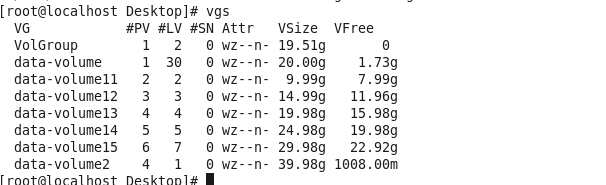 [root@localhost Desktop]# vgs
  VG             #PV #LV #SN Attr   VSize  VFree
  VolGroup         1   2   0 wz--n- 19.51g       0
  data-volume      1  30   0 wz--n- 20.00g    1.73g
  data-volume11    2   2   0 wz--n-  9.99g    7.99g
  data-volume12    3   3   0 wz--n- 14.99g   11.96g
  data-volume13    4   4   0 wz--n- 19.98g   15.98g
  data-volume14    5   5   0 wz--n- 24.98g   19.98g
  data-volume15    6   7   0 wz--n- 29.98g   22.92g
  data-volume2     4   1   0 wz--n- 39.98g 1008.00m
[root@localhost Desktop]#